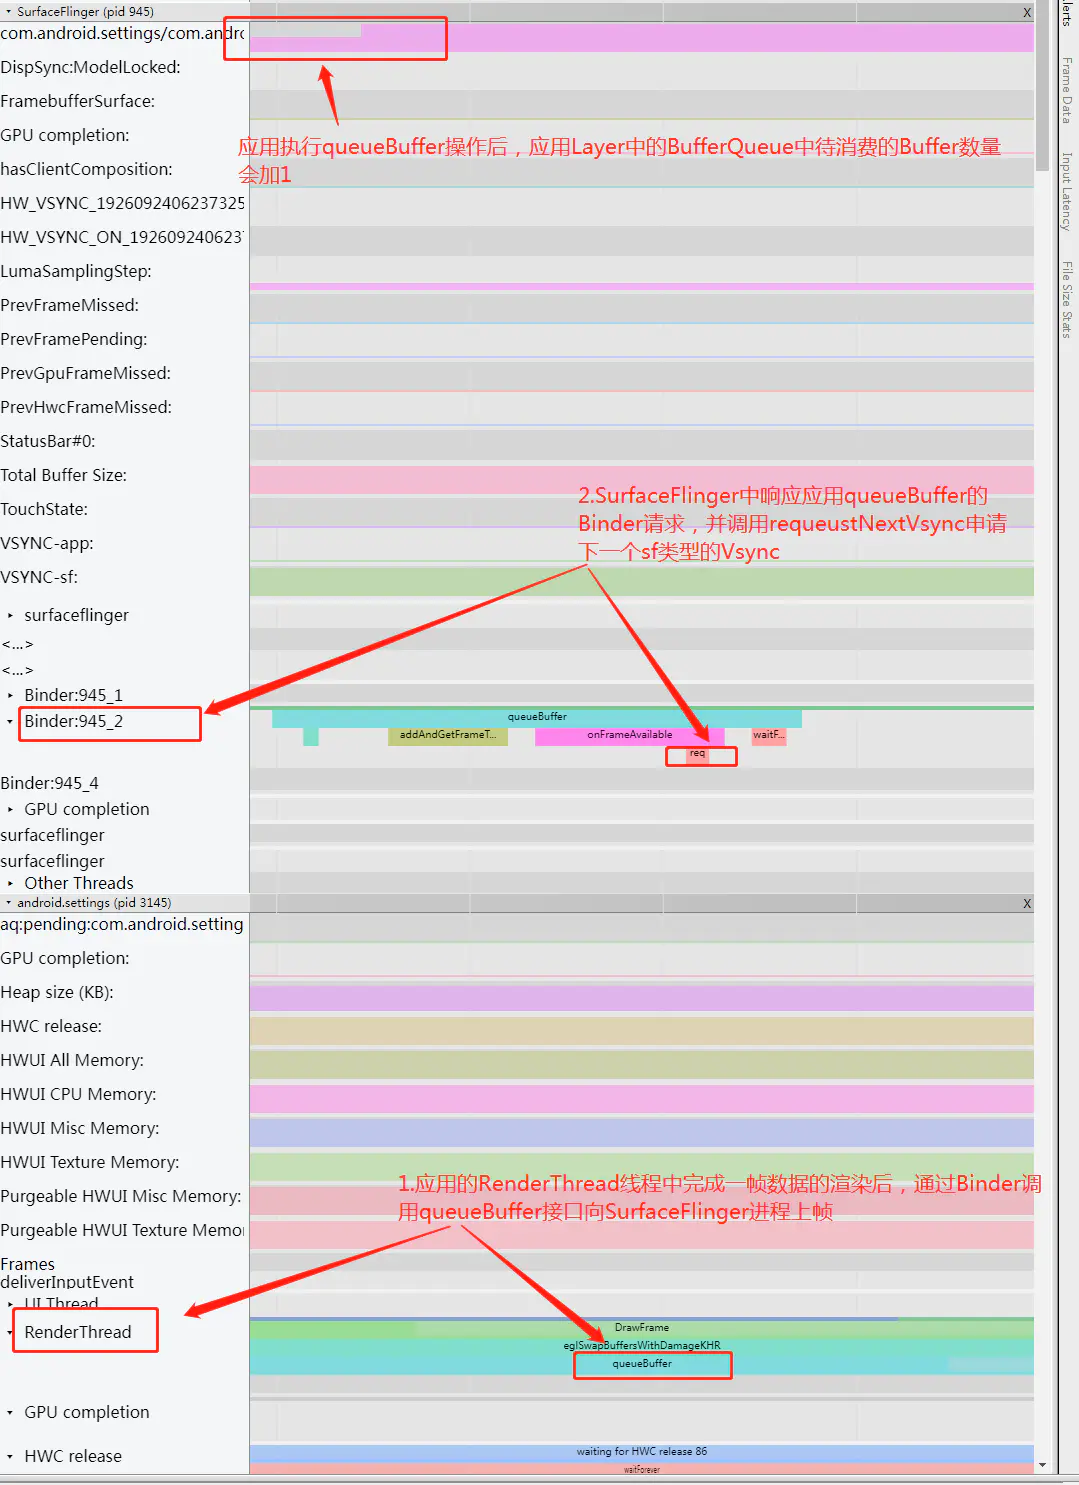 SurfaceFlinger (pid 945)
X
com.android.settings/com.andro
DispSync:ModelLocked:
FramebufferSurface:
GPU completion:
应用执行queueBuffer操作后，应用Layer中的BufferQueue中待消费的Buffer数量
会加1
hasClientComposition:
HW_VSYNC_1926092406237325
HW_VSYNC_ON_192609240623
LumaSamplingStep:
PrevFrameMissed:
PrevFramePending:
PrevGpuFrameMissed:
PrevHwcFrameMissed:
StatusBar#0:
Total Buffer Size:
TouchState:
VSYNC-app:
VSYNC-sf:
2.SurfaceFlinger中响应应用queueBuffer的
Binder请求，并调用requeustNextVsync申请
下一个sf类型的Vsync
surfaceflinger
<...>
<...>
Binder:945_1
Binder:945_2
queueBuffer
addAndGetFrameT...
onFrameAvailable
waitF...
req
Binder:945_4
GPU completion
surfaceflinger
surfaceflinger
Other Threads
android.settings (pid 3145)
X
aq:pending:com.android.setting
GPU completion:
Heap size (KB):
HWC release:
HWUI All Memory:
HWUI CPU Memory:
HWUI Misc Memory:
HWUI Texture Memory:
Purgeable HWUI Misc Memory:
Purgeable HWUI Texture Memor
1.应用的RenderThread线程中完成一帧数据的渲染后，通过Binder调
用queueBuffer接口向SurfaceFlinger进程上帧
Frames
deliverInputEvent
UI Thread
RenderThread
DrawFrame
eglSwapBuffersWithDamageKHR
queueBuffer
GPU completion
HWC release
waiting for HWC release 86
waitForever
lerts
Frame Data
Input Latency
File Size Stats